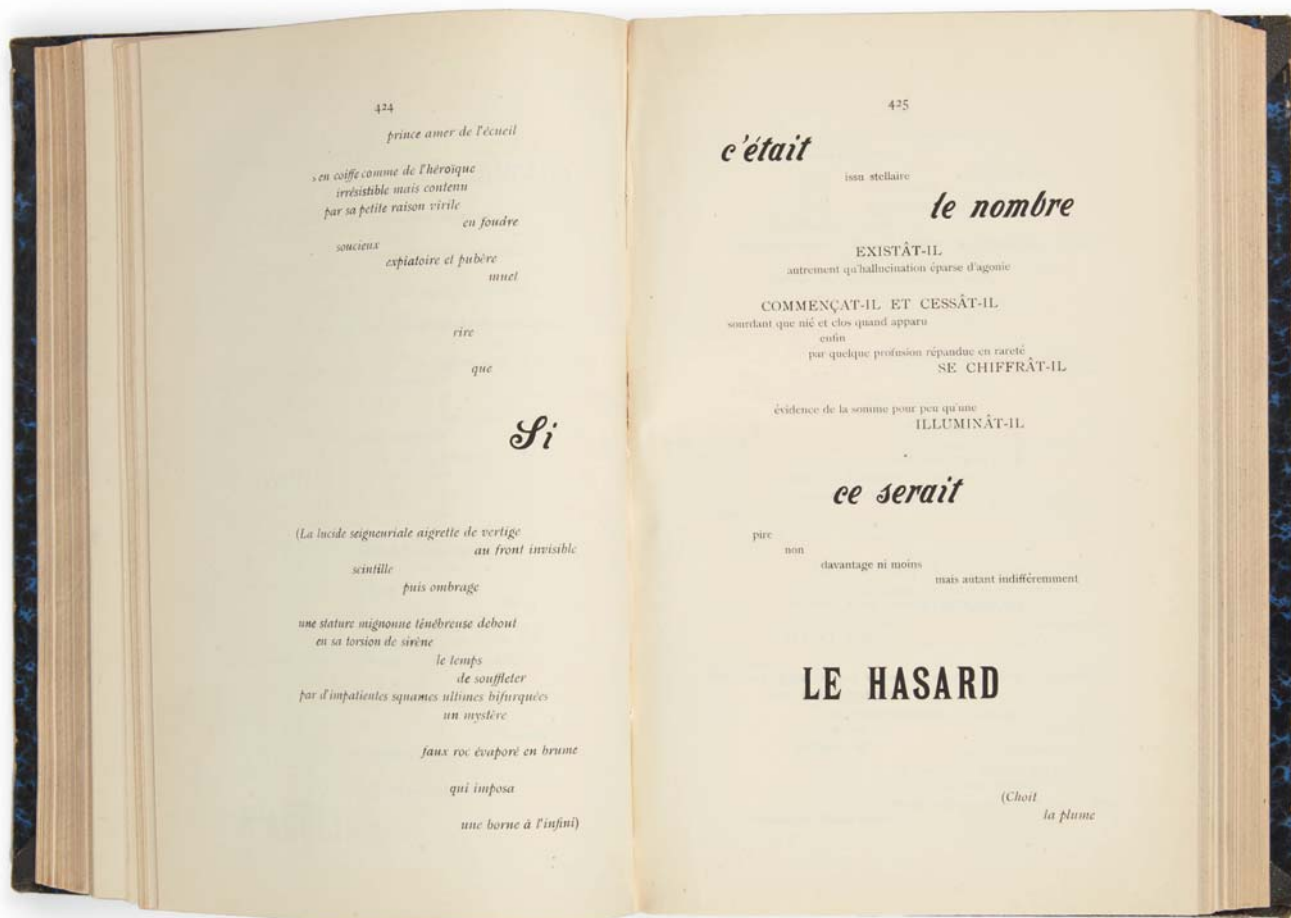 424
prince amer de l'écueil
s'en coiffe comme de l'héroïque
irrésistible mais contenu
par sa petite raison virile
en foudre
soucieux
expiatoire et pubère
muet
rire
que
Si
(La lucide seigneuriale aigrette de vertige
au front invisible
scintille
puis ombrage
une stature mignonne ténébreuse debout
en sa torsion de sirène
le temps
de souffleter
par d'impatientes squames ultimes bifurquées
un mystère
faux roc évaporé en brume
qui imposa
une borne à l'infini)
425
c'était
issu stellaire
le nombre
EXISTÂT-IL
autrement qu'hallucination éparse d'agonie
COMMENÇAT-IL ET CESSÂT-IL
sourdant que nié et clos quand apparu
enfin
par quelque profusion répandue en rareté
SE CHIFFRÂT-IL
évidence de la somme pour peu qu'une
ILLUMINÂT-IL
ce serait
pire
non
davantage ni moins
mais autant indifféremment
LE HASARD
(Choit
la plume